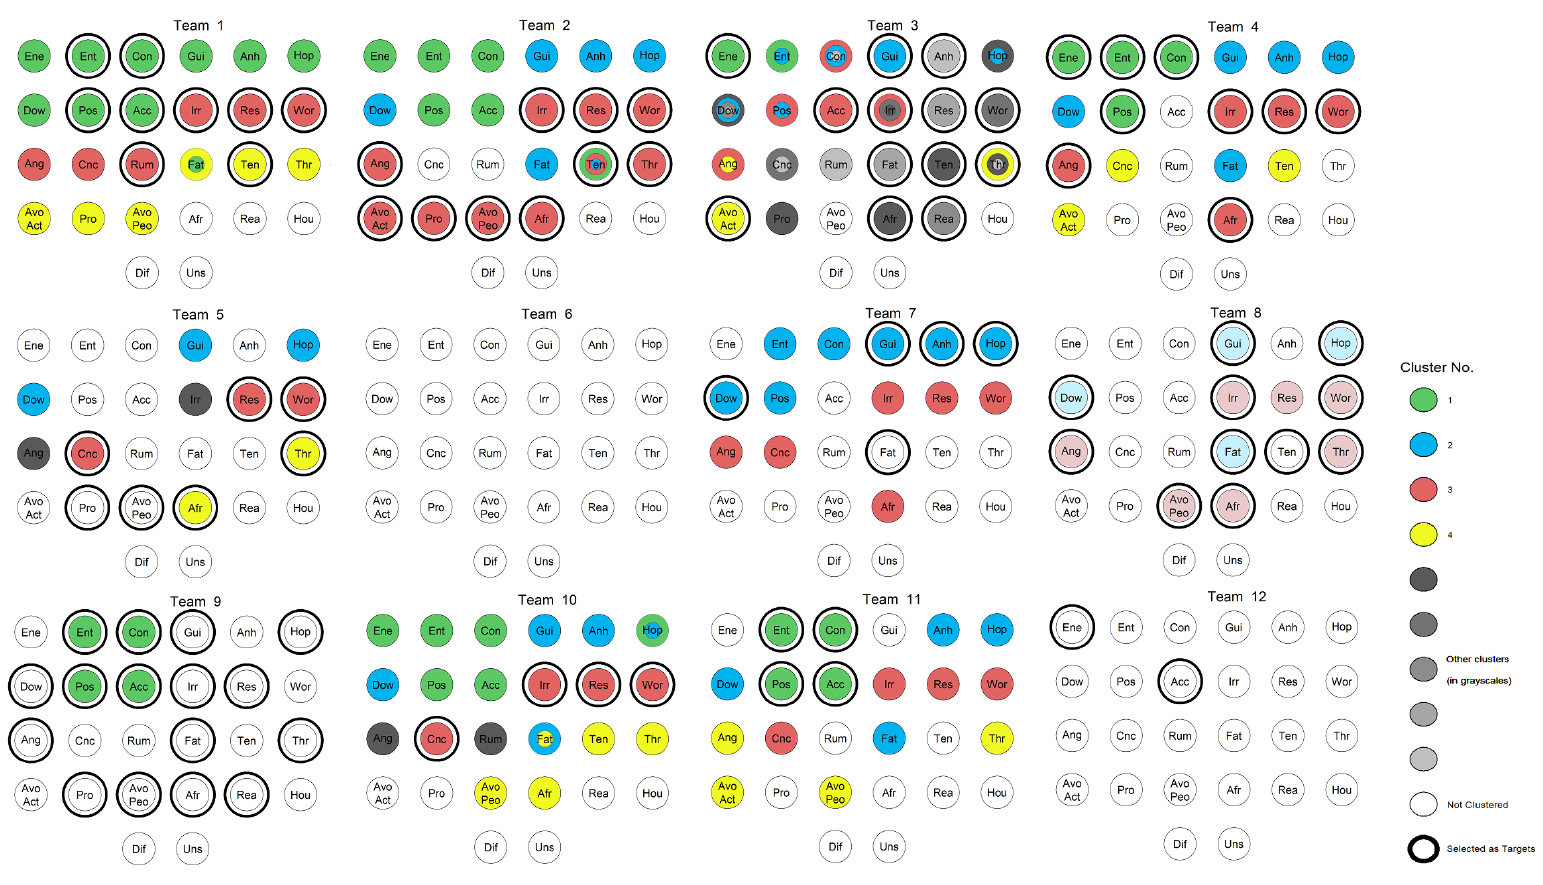 Team 1
Ene Ent Con Gui Anh Hop
Dow Pos Acc Irr Res Wor
Ang Cnc Rum Fat Ten Thr
Avo Act Pro Avo Peo Afr Rea Hou
Dif Uns
Team 2
Ene Ent Con Gui Anh Hop
Dow Pos Acc Irr Res Wor
Ang Cnc Rum Fat Ten Thr
Avo Act Pro Avo Peo Afr Rea Hou
Dif Uns
Team 3
Ene Ent Con Gui Anh Hop
Dow Pos Acc Irr Res Wor
Ang Cnc Rum Fat Ten Thr
Avo Act Pro Avo Peo Afr Rea Hou
Dif Uns
Team 4
Ene Ent Con Gui Anh Hop
Dow Pos Acc Irr Res Wor
Ang Cnc Rum Fat Ten Thr
Avo Act Pro Avo Peo Afr Rea Hou
Dif Uns
Team 5
Ene Ent Con Gui Anh Hop
Dow Pos Acc Irr Res Wor
Ang Cnc Rum Fat Ten Thr
Avo Act Pro Avo Peo Afr Rea Hou
Dif Uns
Team 6
Ene Ent Con Gui Anh Hop
Dow Pos Acc Irr Res Wor
Ang Cnc Rum Fat Ten Thr
Avo Act Pro Avo Peo Afr Rea Hou
Dif Uns
Team 7
Ene Ent Con Gui Anh Hop
Dow Pos Acc Irr Res Wor
Ang Cnc Rum Fat Ten Thr
Avo Act Pro Avo Peo Afr Rea Hou
Dif Uns
Team 8
Ene Ent Con Gui Anh Hop
Dow Pos Acc Irr Res Wor
Ang Cnc Rum Fat Ten Thr
Avo Act Pro Avo Peo Afr Rea Hou
Dif Uns
Team 9
Ene Ent Con Gui Anh Hop
Dow Pos Acc Irr Res Wor
Ang Cnc Rum Fat Ten Thr
Avo Act Pro Avo Peo Afr Rea Hou
Dif Uns
Team 10
Ene Ent Con Gui Anh Hop
Dow Pos Acc Irr Res Wor
Ang Cnc Rum Fat Ten Thr
Avo Act Pro Avo Peo Afr Rea Hou
Dif Uns
Team 11
Ene Ent Con Gui Anh Hop
Dow Pos Acc Irr Res Wor
Ang Cnc Rum Fat Ten Thr
Avo Act Pro Avo Peo Afr Rea Hou
Dif Uns
Team 12
Ene Ent Con Gui Anh Hop
Dow Pos Acc Irr Res Wor
Ang Cnc Rum Fat Ten Thr
Avo Act Pro Avo Peo Afr Rea Hou
Dif Uns
Cluster No.
1
2
3
4
Other clusters
(in grayscales)
Not Clustered
Selected as Targets